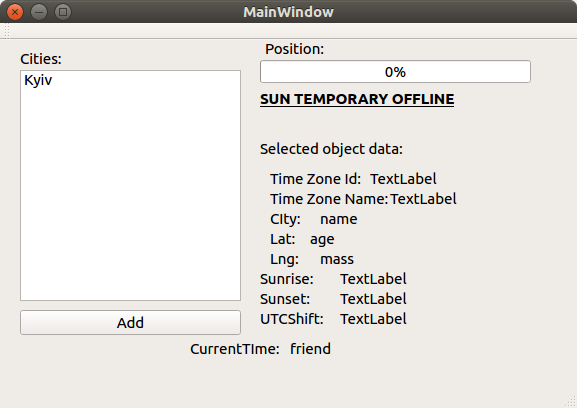 MainWindow
Cities:
Kyiv
Add
Position:
0%
SUN TEMPORARY OFFLINE
Selected object data:
Time Zone Id: TextLabel
Time Zone Name: TextLabel
CIty: name
Lat: age
Lng: mass
Sunrise: TextLabel
Sunset: TextLabel
UTCShift: TextLabel
CurrentTIme: friend